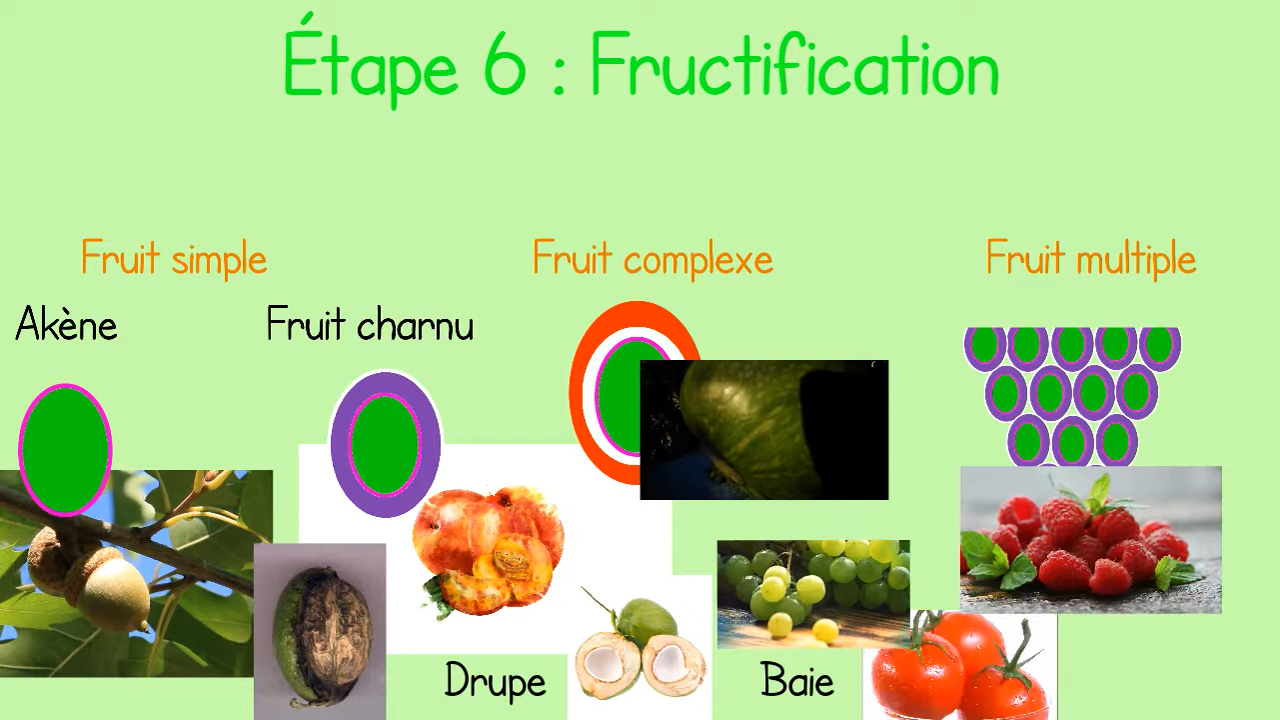 Étape 6 : Fructification
Fruit simple
Fruit complexe
Fruit multiple
Akène
Fruit charnu
Drupe
Baie